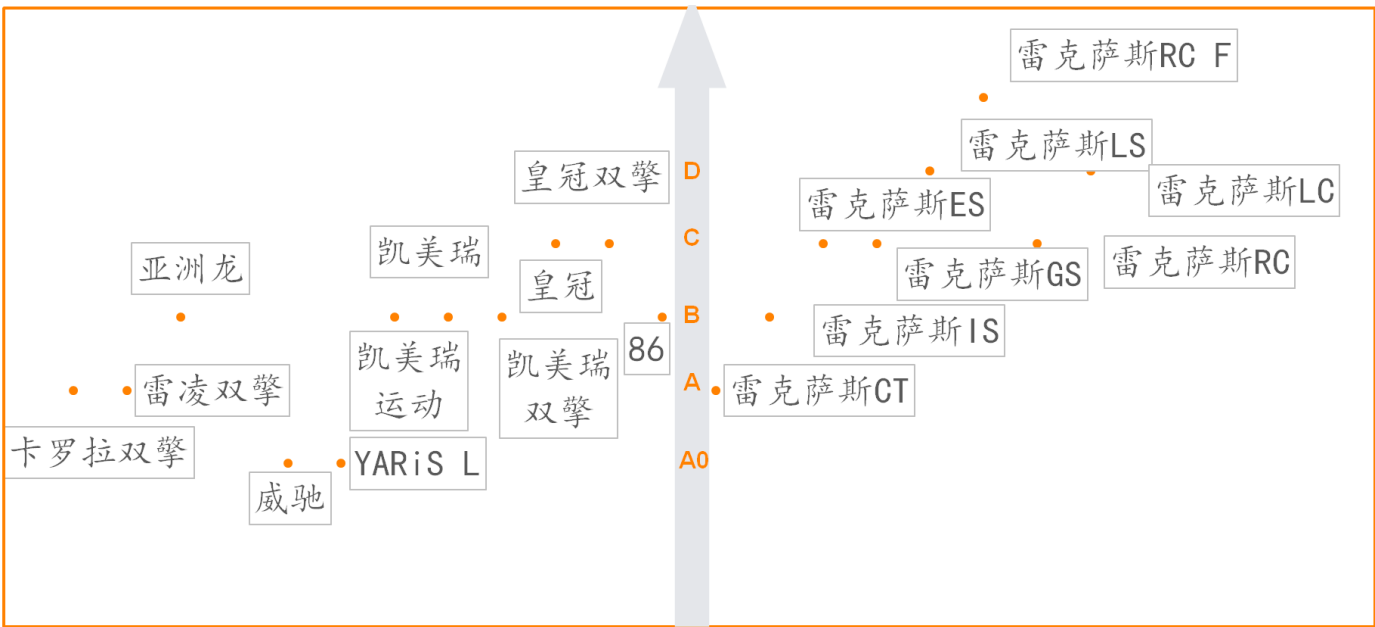 雷克萨斯RC F
雷克萨斯LS
皇冠双擎
D
雷克萨斯LC
雷克萨斯ES
凯美瑞
C
亚洲龙
雷克萨斯RC
雷克萨斯GS
皇冠
B
雷克萨斯IS
86
凯美瑞
运动
凯美瑞
双擎
雷凌双擎
A
雷克萨斯CT
卡罗拉双擎
YARiS L
A0
威驰